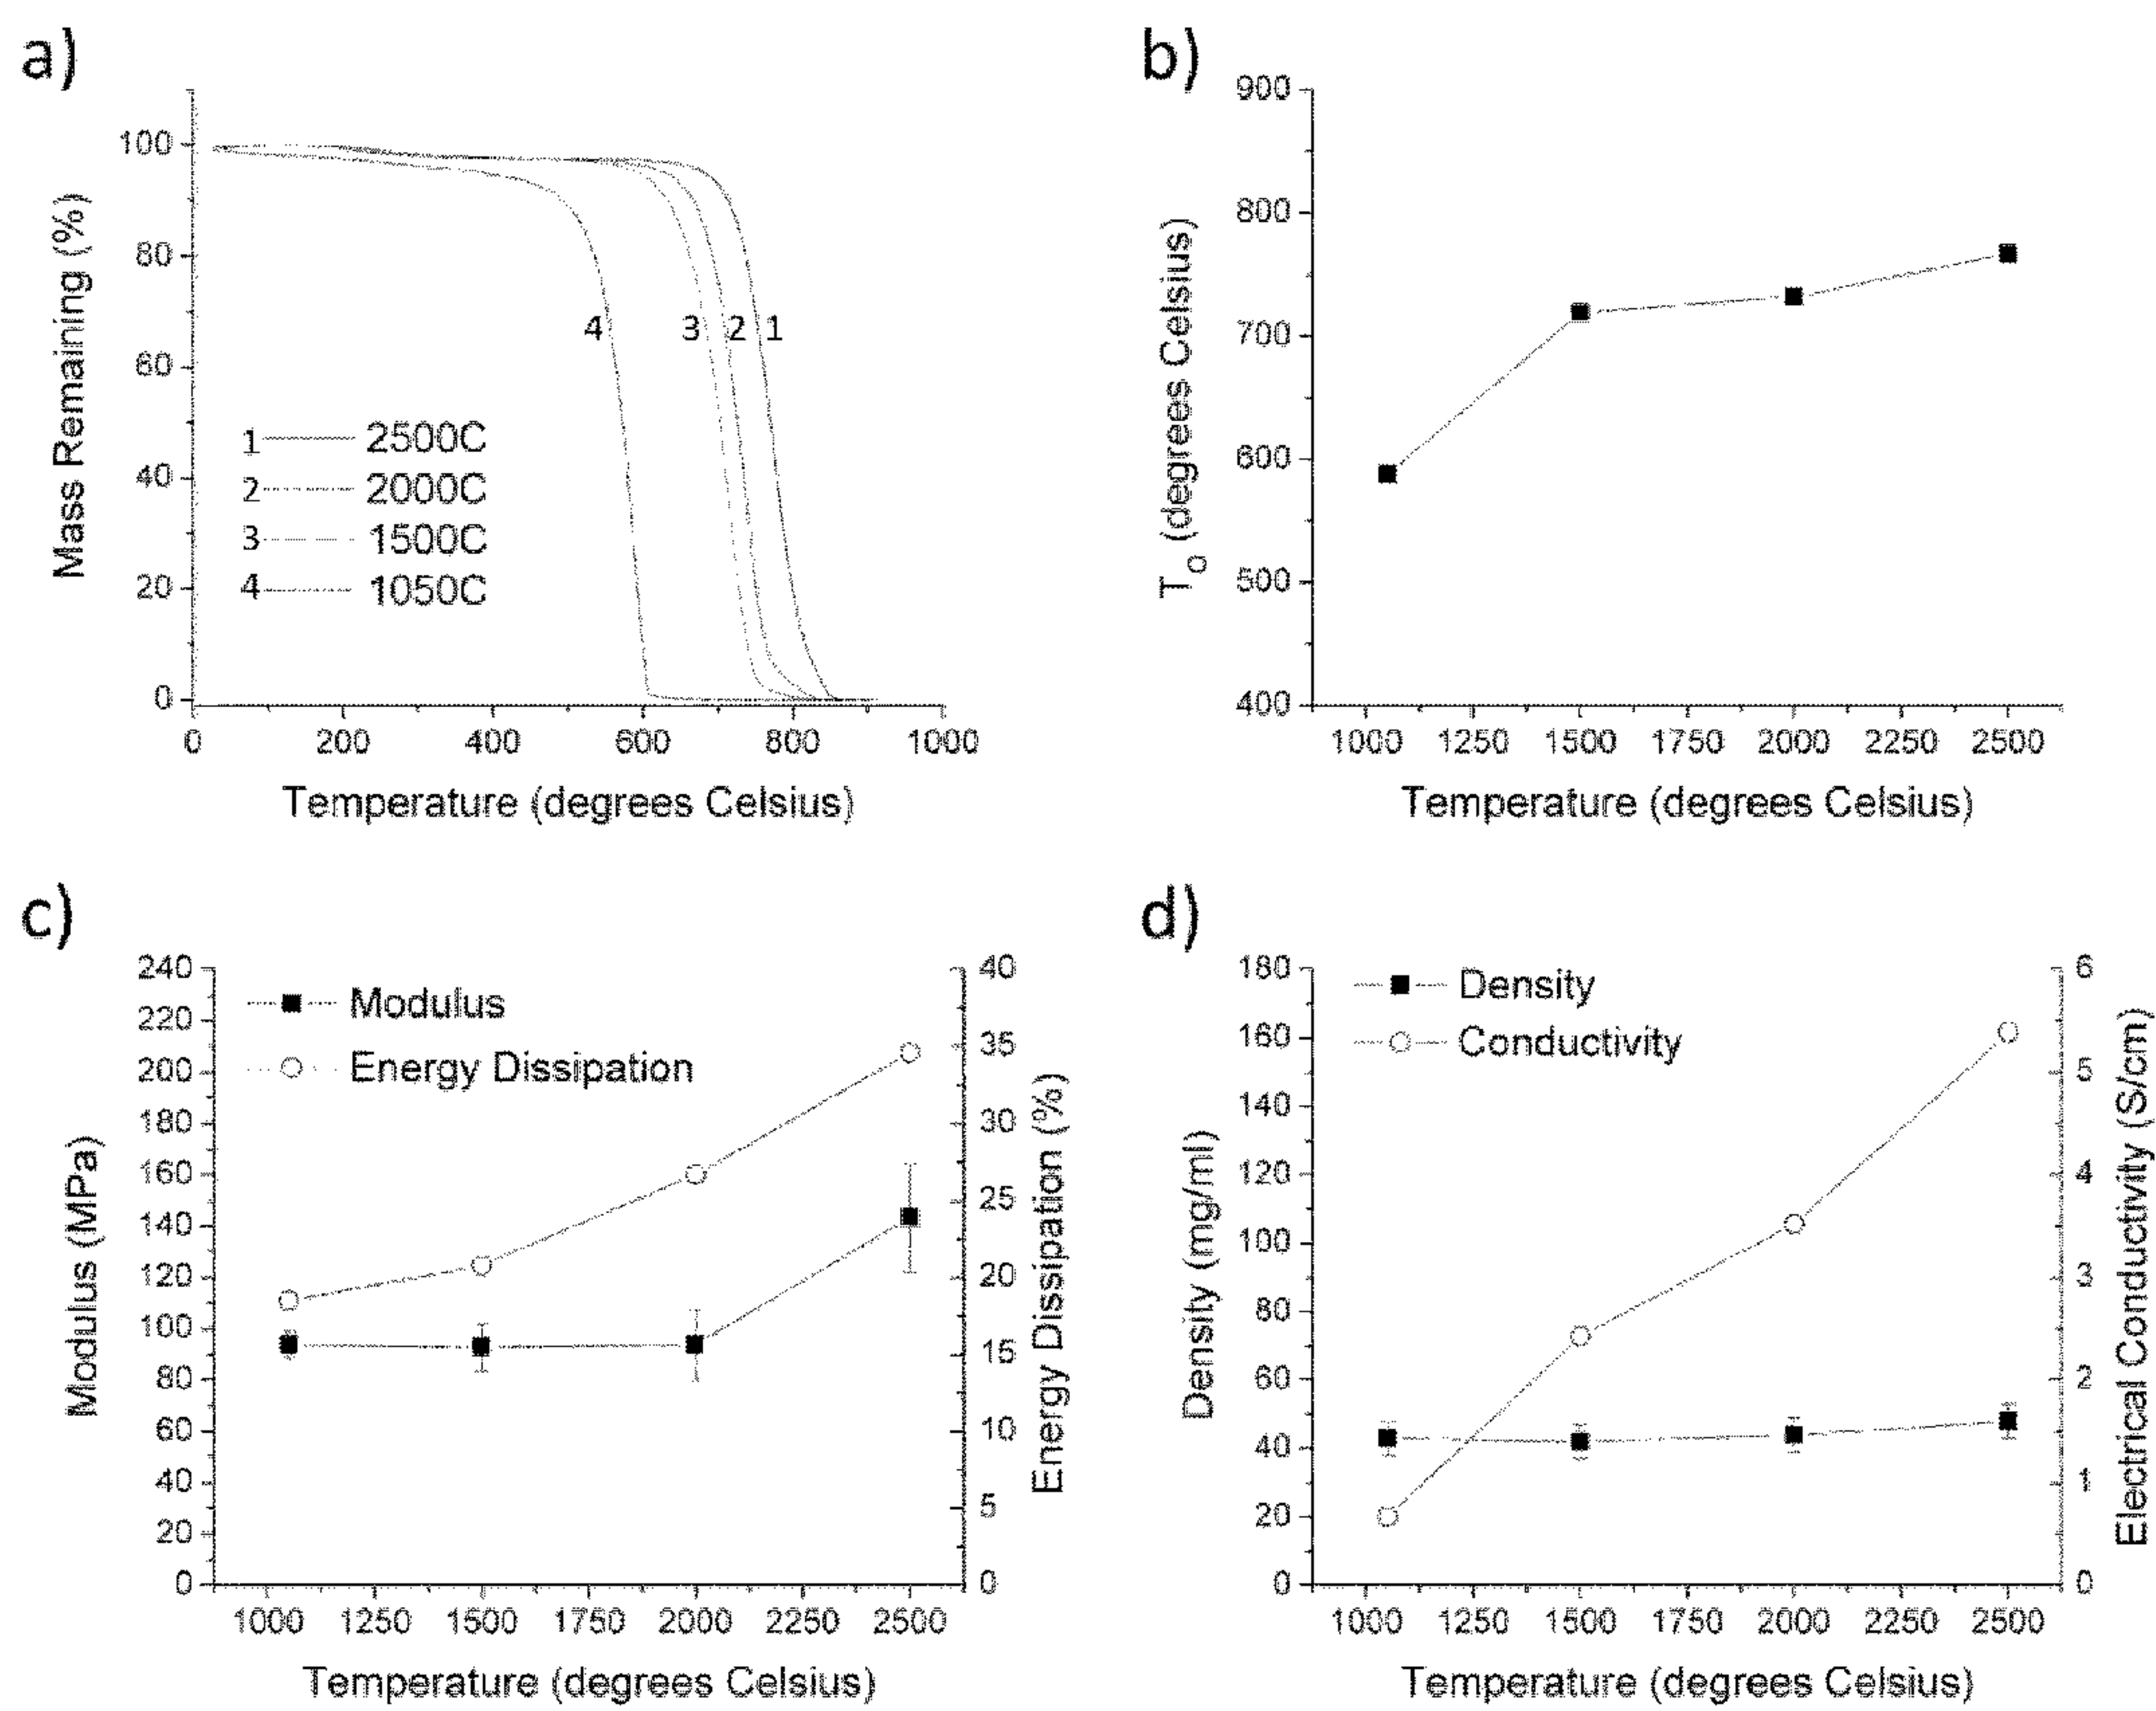 a)
100
80
60
40
20
0
Mass Remaining (%)
4 3 2 1
1 2500C
2 2000C
3 1500C
4 1050C
0 200 400 600 800 1000
Temperature (degrees Celsius)
b)
900
800
700
600
500
400
To (degrees Celsius)
1000 1250 1500 1750 2000 2250 2500
Temperature (degrees Celsius)
c)
240
220
200
180
160
140
120
100
80
60
40
20
0
Modulus (MPa)
Modulus
Energy Dissipation
40
35
30
25
20
15
10
5
0
Energy Dissipation (%)
1000 1250 1500 1750 2000 2250 2500
Temperature (degrees Celsius)
d)
180
160
140
120
100
80
60
40
20
0
Density (mg/ml)
Density
Conductivity
6
5
4
3
2
1
0
Electrical Conductivity (S/cm)
1000 1250 1500 1750 2000 2250 2500
Temperature (degrees Celsius)